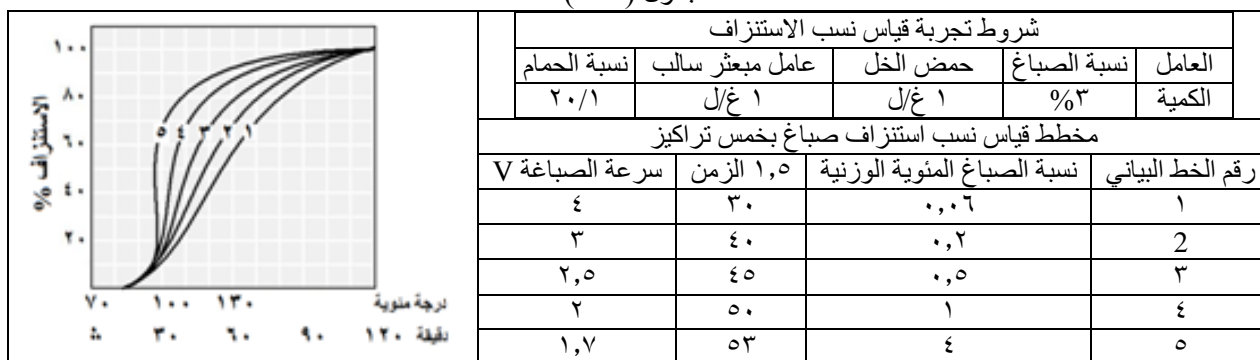 شروط تجربة قياس نسب الاستنزاف
العامل نسبة الصباغ حمض الخل عامل مبعثر سالب نسبة الحمام
الكمية ٣% ١ غ/ل ١ غ/ل ٢٠/١
مخطط قياس نسب استنزاف صباغ بخمس تراكيز
رقم الخط البياني نسبة الصباغ المئوية الوزنية ١,٥ الزمن سرعة الصباغة V
١ ٠,٠٦ ٣٠ ٤
2 ٠,٢ ٤٠ ٣
٣ ٠,٥ ٤٥ ٢,٥
٤ ١ ٥٠ ٢
٥ ٤ ٥٣ ١,٧
الاستنزاف %
١٠٠
٨٠
٦٠
٤٠
٢٠
٥ ٤ ٣ ٢ ١
٧٠ ١٠٠ ١٣٠ درجة مئوية
٣٠ ٦٠ ٩٠ ١٢٠ دقيقة